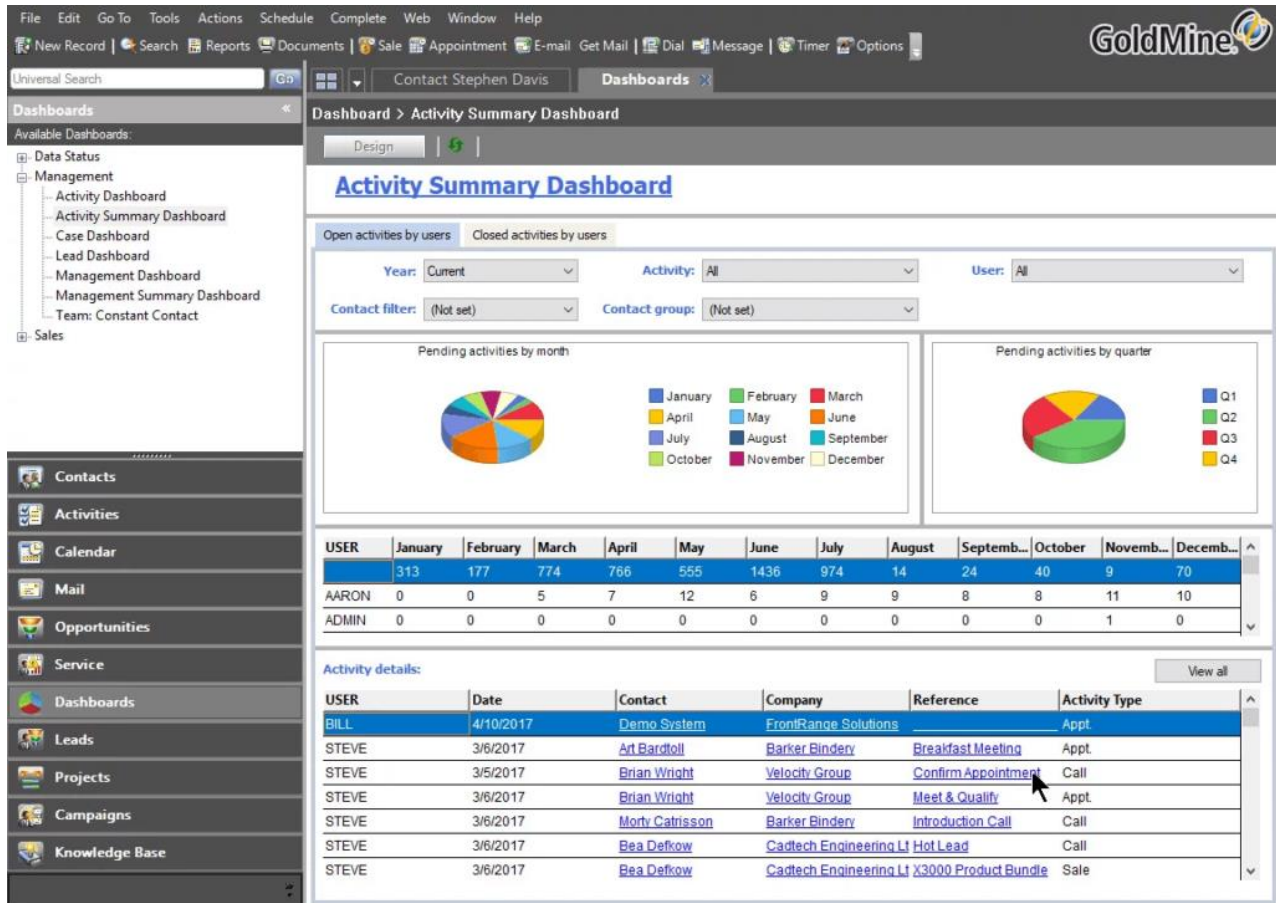 File Edit Go To Tools Actions Schedule Complete Web Window Help
New Record | Search Reports Documents | Sale Appointment E-mail Get Mail | Dial Message | Timer Options
GoldMine
Universal Search Go
Contact Stephen Davis Dashboards
Dashboards «
Dashboard > Activity Summary Dashboard
Available Dashboards:
Design
Data Status
Management
Activity Dashboard
Activity Summary Dashboard
Case Dashboard
Lead Dashboard
Management Dashboard
Management Summary Dashboard
Team: Constant Contact
Sales
Activity Summary Dashboard
Open activities by users Closed activities by users
Year: Current Activity: All User: All
Contact filter: (Not set) Contact group: (Not set)
Pending activities by month
January February March
April May June
July August September
October November December
Pending activities by quarter
Q1
Q2
Q3
Q4
Contacts
Activities
Calendar
Mail
Opportunities
Service
Dashboards
Leads
Projects
Campaigns
Knowledge Base
USER January February March April May June July August Septemb... October Novemb... Decemb...
313 177 774 766 555 1436 974 14 24 40 9 70
AARON 0 0 5 7 12 6 9 9 8 8 11 10
ADMIN 0 0 0 0 0 0 0 0 0 0 1 0
Activity details: View all
USER Date Contact Company Reference Activity Type
BILL 4/10/2017 Demo System FrontRange Solutions Appt.
STEVE 3/6/2017 Art Bardtoll Barker Bindery Breakfast Meeting Appt.
STEVE 3/5/2017 Brian Wright Velocity Group Confirm Appointment Call
STEVE 3/6/2017 Brian Wright Velocity Group Meet & Qualify Appt.
STEVE 3/6/2017 Morty Catrisson Barker Bindery Introduction Call Call
STEVE 3/6/2017 Bea Defkow Cadtech Engineering Lt Hot Lead Call
STEVE 3/6/2017 Bea Defkow Cadtech Engineering Lt X3000 Product Bundle Sale